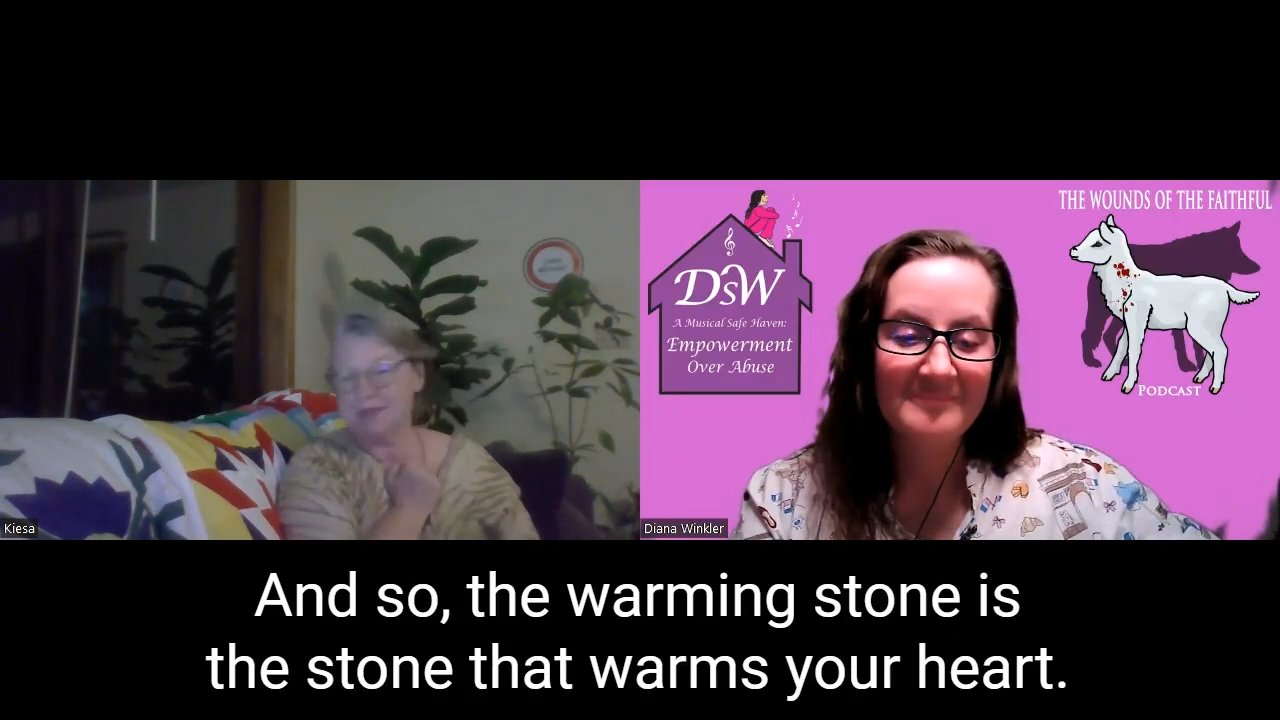 THE WOUNDS OF THE FAITHFUL
DSW
A Musical Safe Haven:
Empowerment
Over Abuse
PODCAST
Kiesa
Diana Winkler
And so, the warming stone is
the stone that warms your heart.